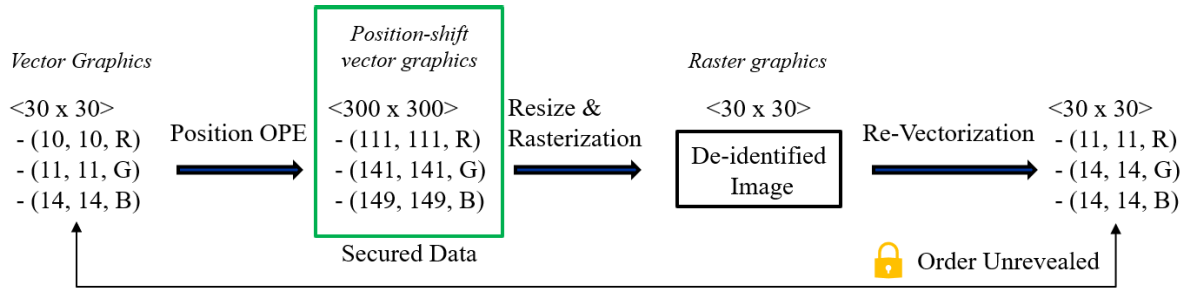 Vector Graphics
<30 x 30>
- (10, 10, R)
- (11, 11, G)
- (14, 14, B)
Position OPE
Position-shift
vector graphics
<300 x 300>
- (111, 111, R)
- (141, 141, G)
- (149, 149, B)
Secured Data
Resize &
Rasterization
Raster graphics
<30 x 30>
De-identified
Image
Re-Vectorization
<30 x 30>
- (11, 11, R)
- (14, 14, G)
- (14, 14, B)
Order Unrevealed